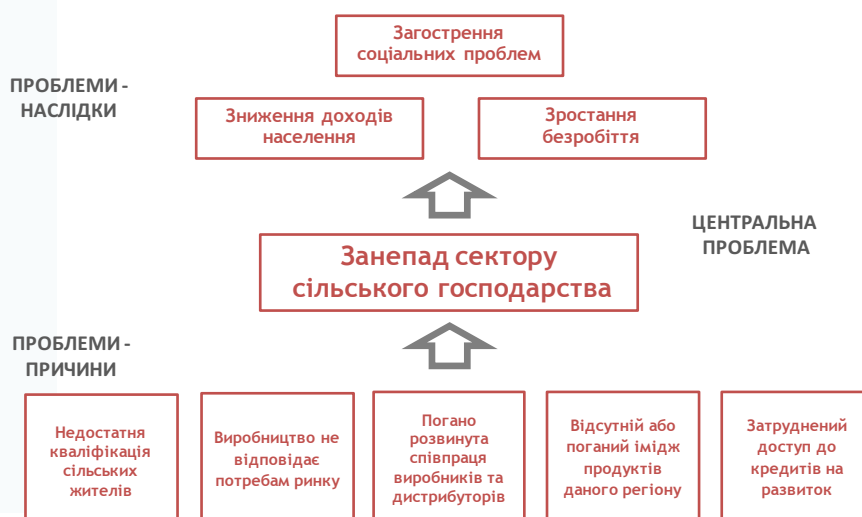 Загострення
соціальних проблем
ПРОБЛЕМИ -
НАСЛІДКИ
Зниження доходів
населення
Зростання
безробіття
ЦЕНТРАЛЬНА
ПРОБЛЕМА
Занепад сектору
сільського господарства
ПРОБЛЕМИ -
ПРИЧИНИ
Недостатня
кваліфікація
сільських
жителів
Виробництво не
відповідає
потребам ринку
Погано
розвинута
співпраця
виробників та
дистрибуторів
Відсутній або
поганий імідж
продуктів
даного регіону
Затруднений
доступ до
кредитів на
развиток